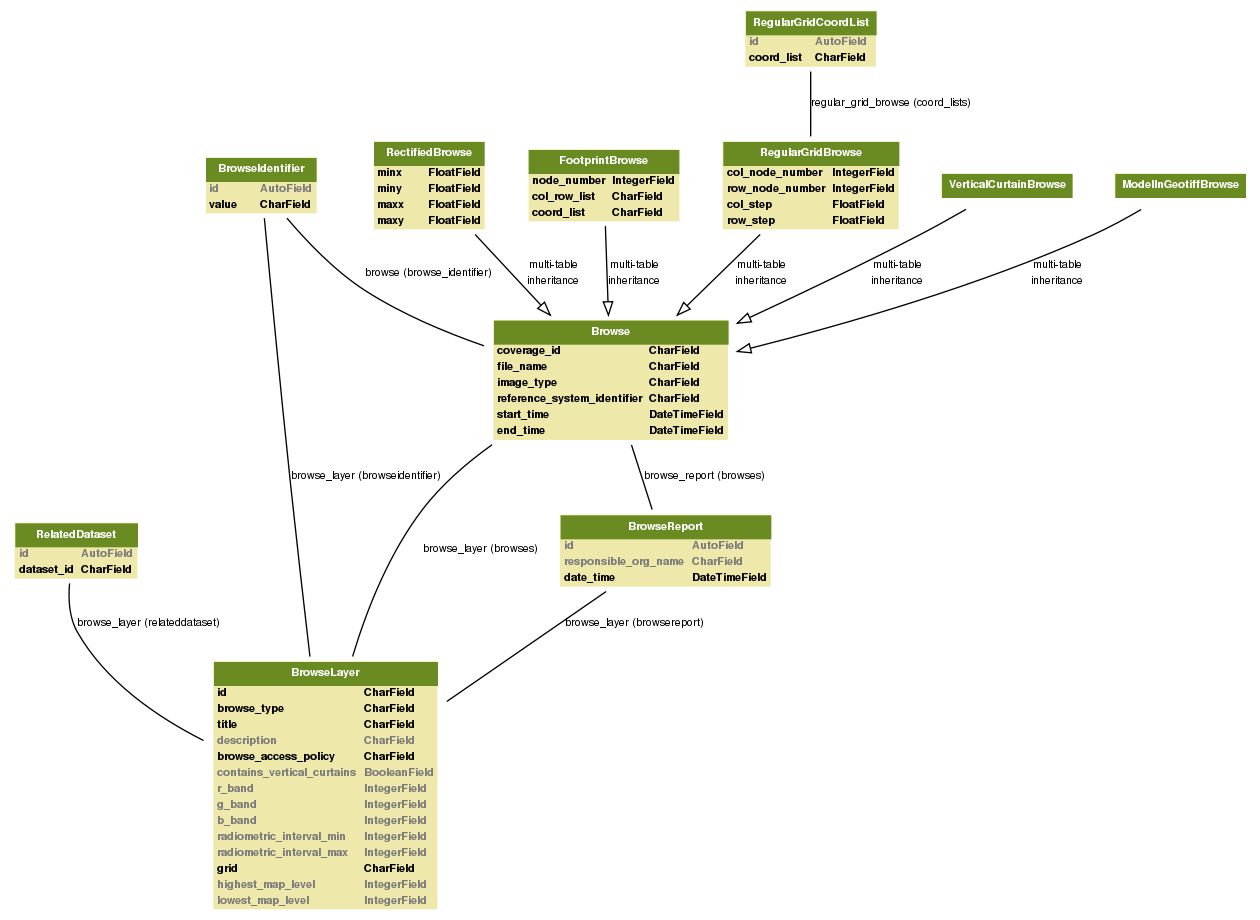 RegularGridCoordList
id AutoField
coord_list CharField
regular_grid_browse (coord_lists)
BrowseIdentifier
id AutoField
value CharField
RectifiedBrowse
minx FloatField
miny FloatField
maxx FloatField
maxy FloatField
FootprintBrowse
node_number IntegerField
col_row_list CharField
coord_list CharField
RegularGridBrowse
col_node_number IntegerField
row_node_number IntegerField
col_step FloatField
row_step FloatField
VerticalCurtainBrowse
ModelInGeotiffBrowse
browse (browse_identifier)
multi-table
inheritance
multi-table
inheritance
multi-table
inheritance
multi-table
inheritance
multi-table
inheritance
Browse
coverage_id CharField
file_name CharField
image_type CharField
reference_system_identifier CharField
start_time DateTimeField
end_time DateTimeField
browse_layer (browseidentifier)
browse_report (browses)
RelatedDataset
id AutoField
dataset_id CharField
browse_layer (browses)
BrowseReport
id AutoField
responsible_org_name CharField
date_time DateTimeField
browse_layer (relateddataset)
browse_layer (browsereport)
BrowseLayer
id CharField
browse_type CharField
title CharField
description CharField
browse_access_policy CharField
contains_vertical_curtains BooleanField
r_band IntegerField
g_band IntegerField
b_band IntegerField
radiometric_interval_min IntegerField
radiometric_interval_max IntegerField
grid CharField
highest_map_level IntegerField
lowest_map_level IntegerField